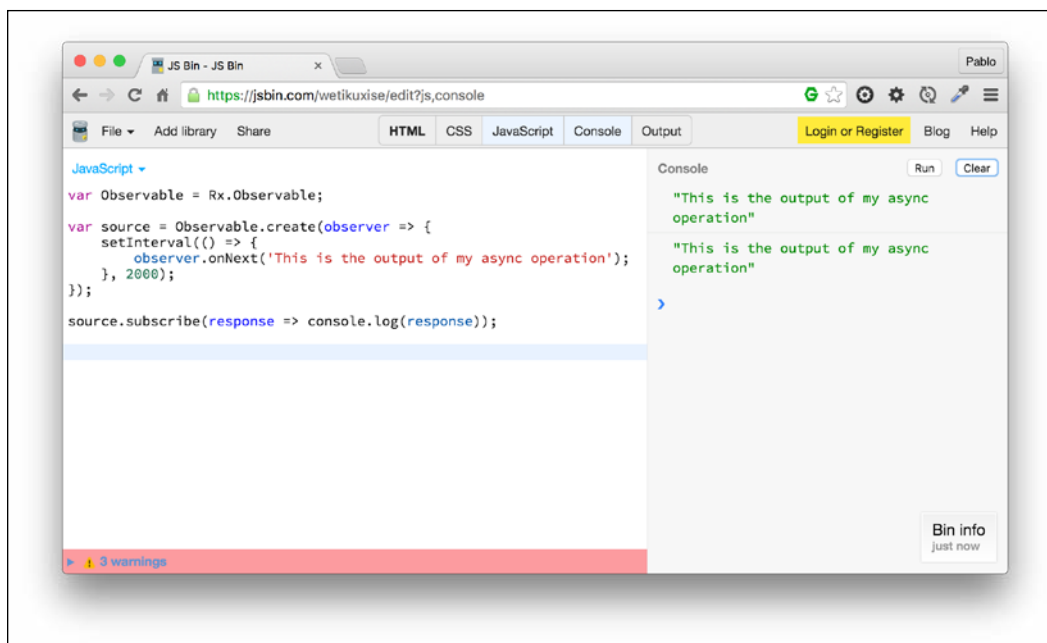 JS Bin - JS Bin
Pablo
https://jsbin.com/wetikuxise/edit?js,console
File Add library Share HTML CSS JavaScript Console Output Login or Register Blog Help
JavaScript
var Observable = Rx.Observable;
var source = Observable.create(observer => {
    setInterval(() => {
        observer.onNext('This is the output of my async operation');
    }, 2000);
});
source.subscribe(response => console.log(response));
3 warnings
Console Run Clear
"This is the output of my async
operation"
"This is the output of my async
operation"
Bin info
just now